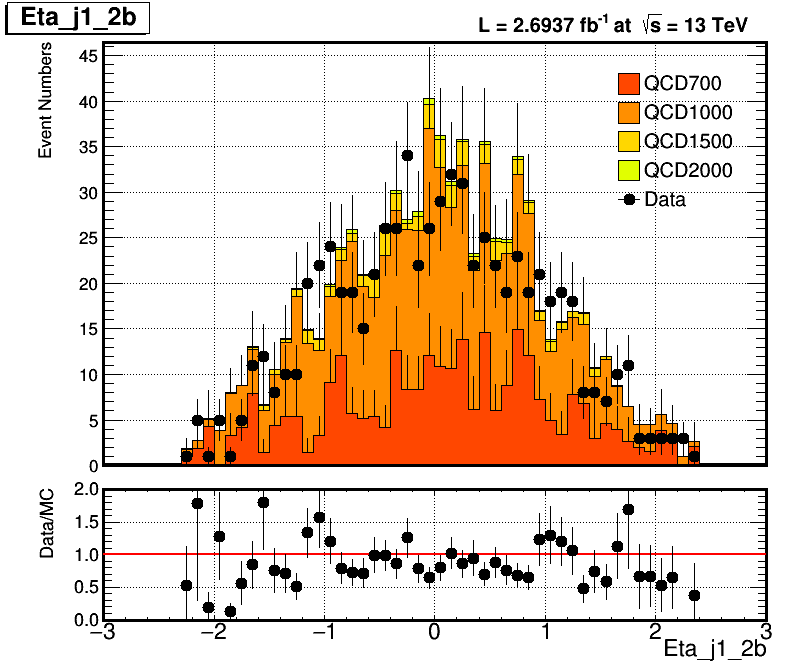 Eta_j1_2b
L = 2.6937 fb⁻¹ at √s = 13 TeV
Event Numbers
45
40
35
30
25
20
15
10
5
0
QCD700
QCD1000
QCD1500
QCD2000
Data
Data/MC
2.0
1.5
1.0
0.5
0.0
−3 −2 −1 0 1 2 3
Eta_j1_2b